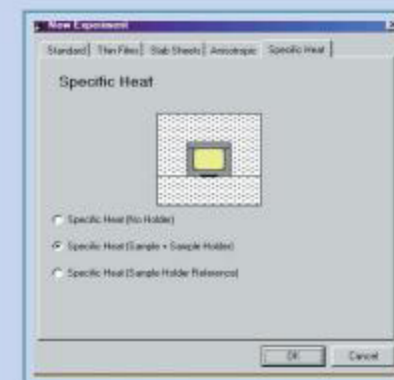 New Experiment
Standard Thin Films Slab Sheets Anisotropic Specific Heat
Specific Heat
Specific Heat (No Holder)
Specific Heat (Sample + Sample Holder)
Specific Heat (Sample Holder Reference)
OK Cancel